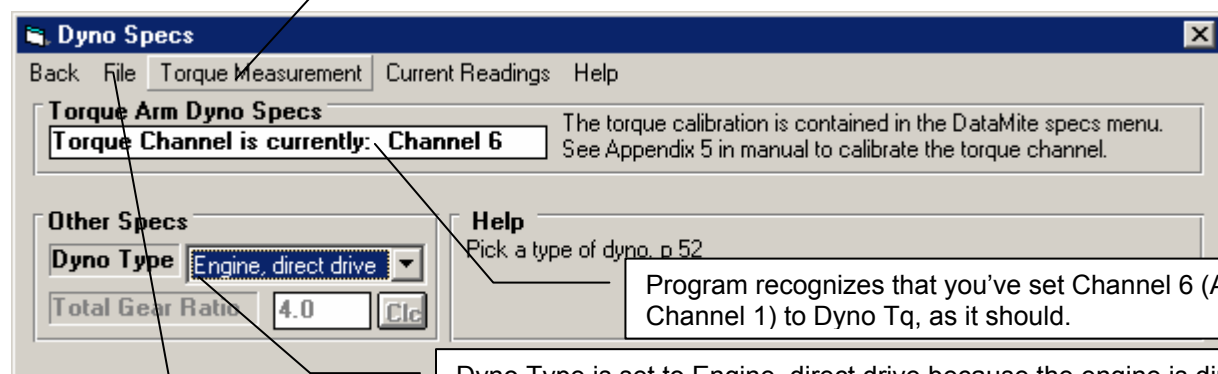 Dyno Specs
Back File Torque Measurement Current Readings Help
Torque Arm Dyno Specs
Torque Channel is currently: Channel 6
The torque calibration is contained in the DataMite specs menu.
See Appendix 5 in manual to calibrate the torque channel.
Other Specs
Dyno Type Engine, direct drive
Total Gear Ratio 4.0 Clc
Help
Pick a type of dyno. p 52
Program recognizes that you've set Channel 6 (A
Channel 1) to Dyno Tq, as it should.
Dyno Type is set to Engine, direct drive because the engine is di